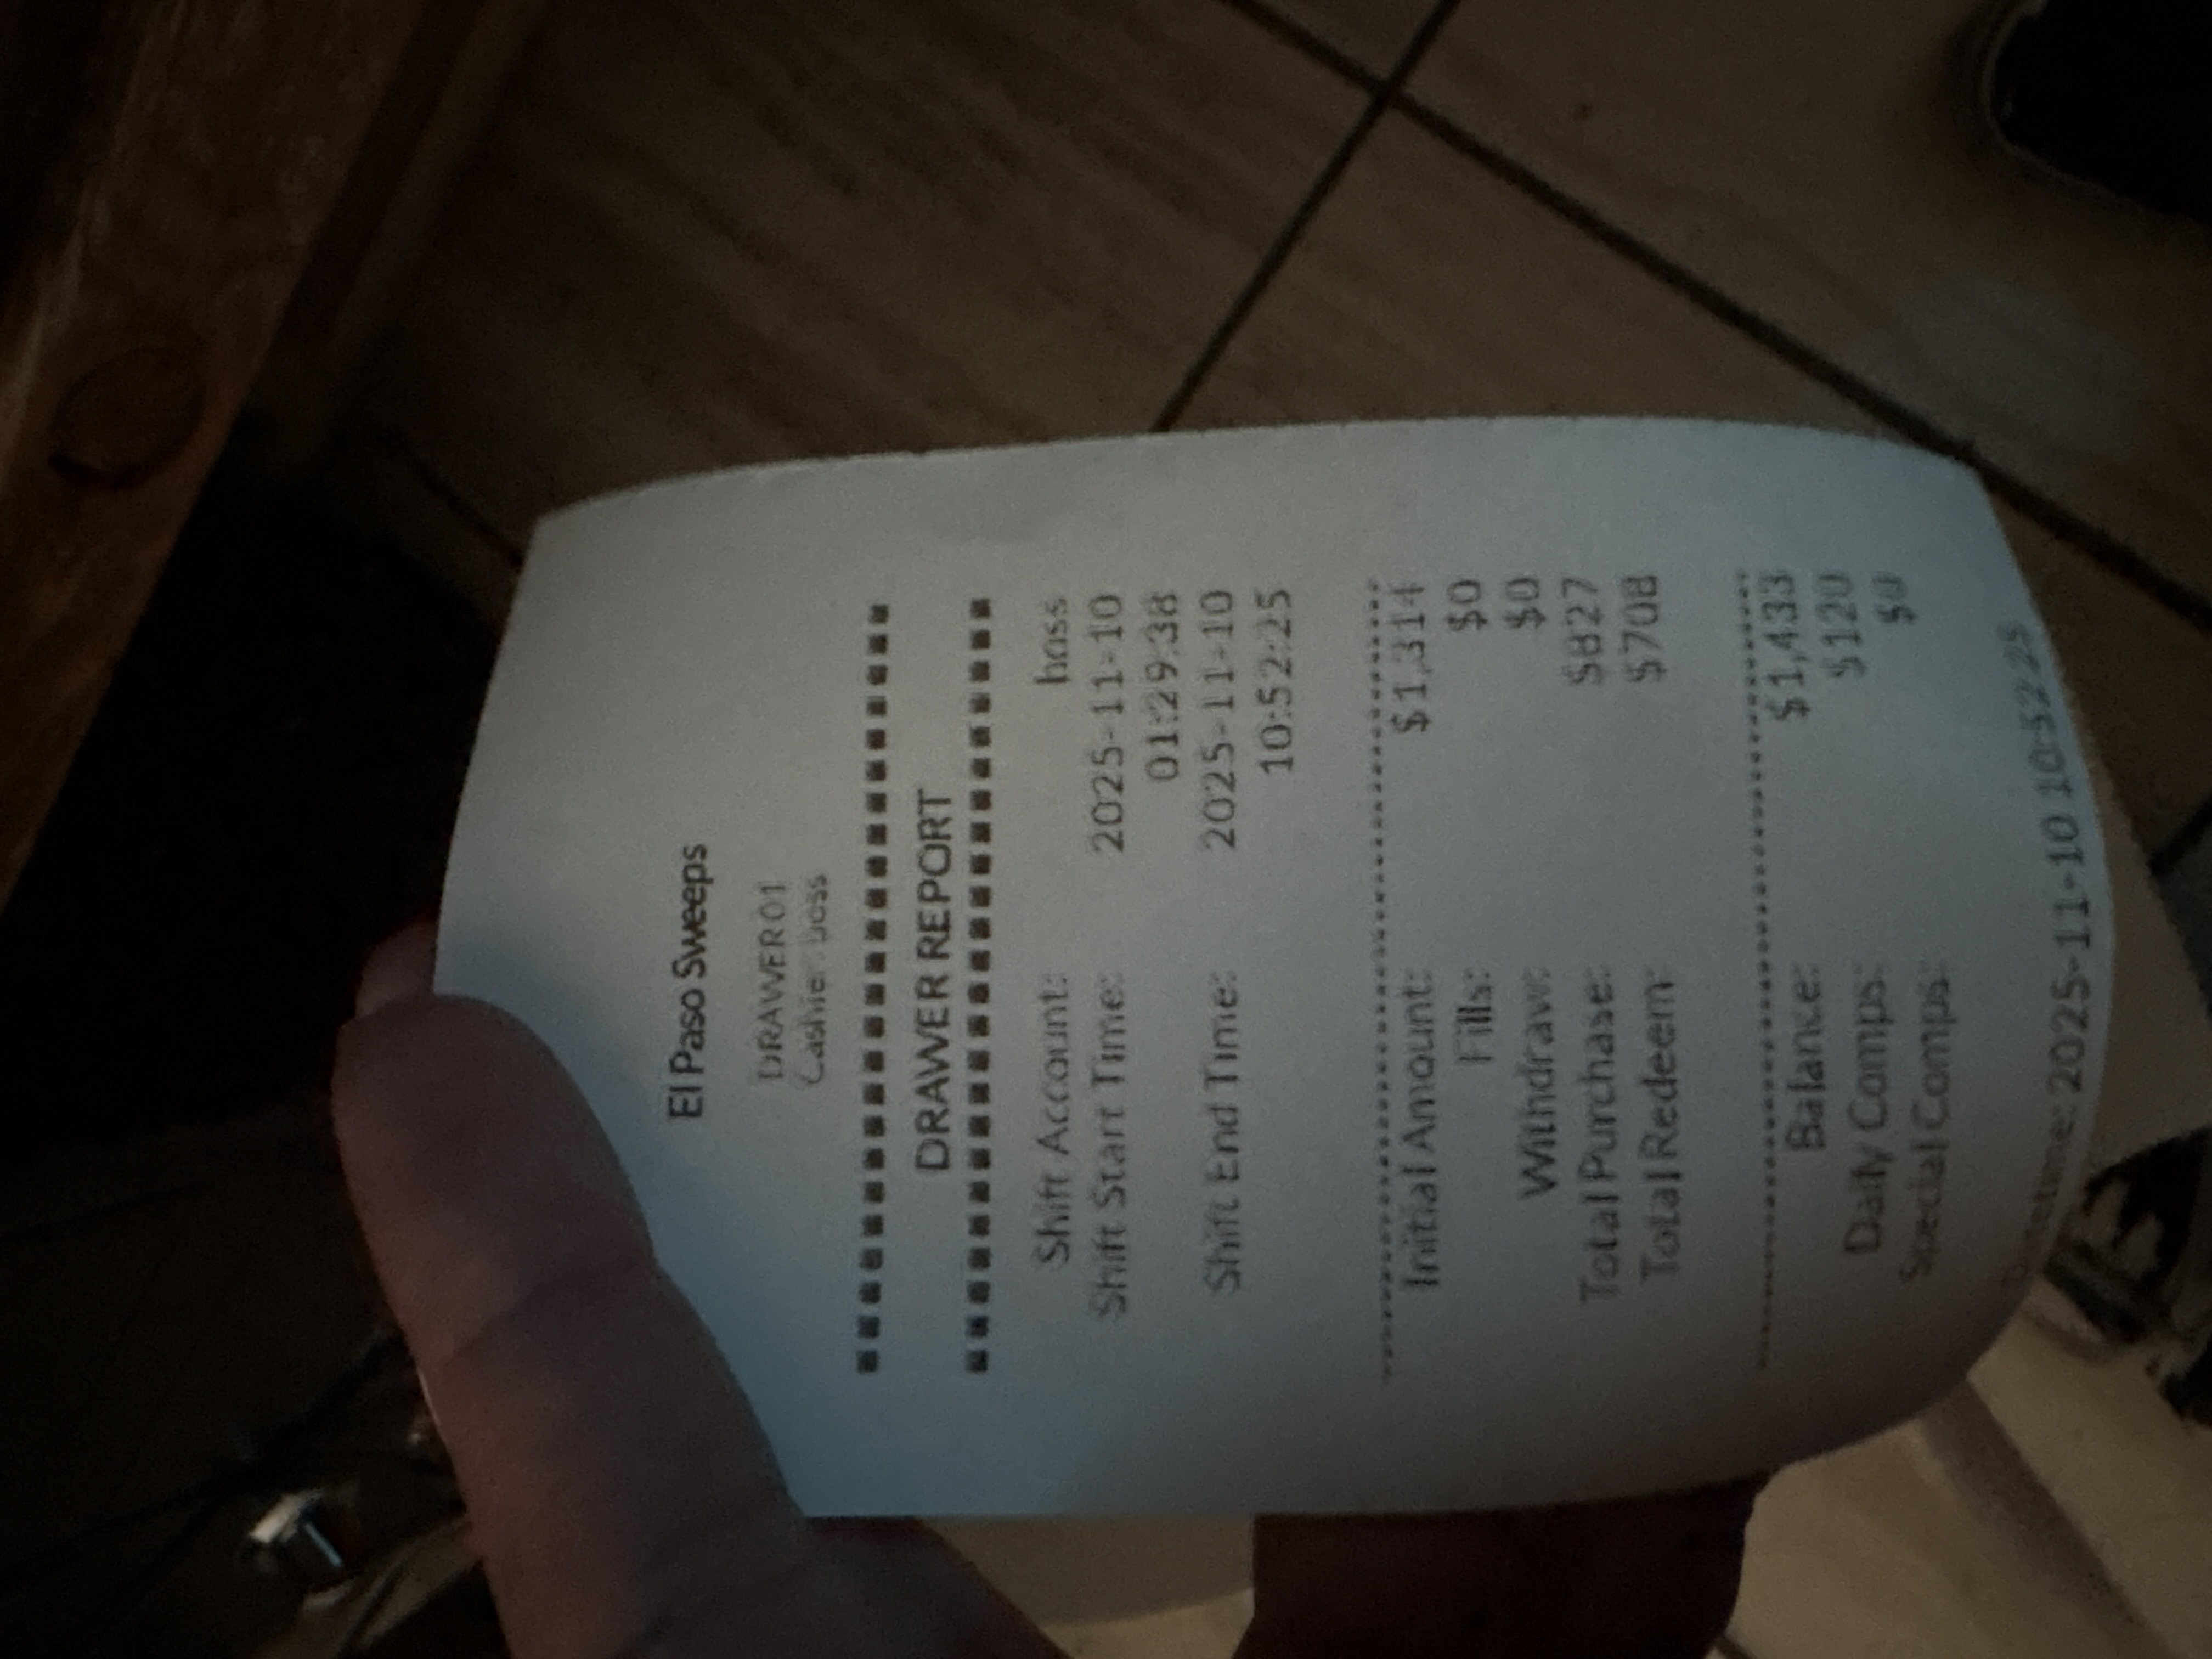 El Paso Sweeps
DRAWER01
Cashier: boss
DRAWER REPORT
Shift Account: boss
Shift Start Time: 2025-11-10
01:29:38
Shift End Time: 2025-11-10
10:52:25
Initial Amount: $1,314
Fills: $0
Withdraw: $0
Total Purchase: $827
Total Redeem: $708
Balance: $1,433
Daily Comps: $120
Special Comps: $0
2025-11-10 10:52:25